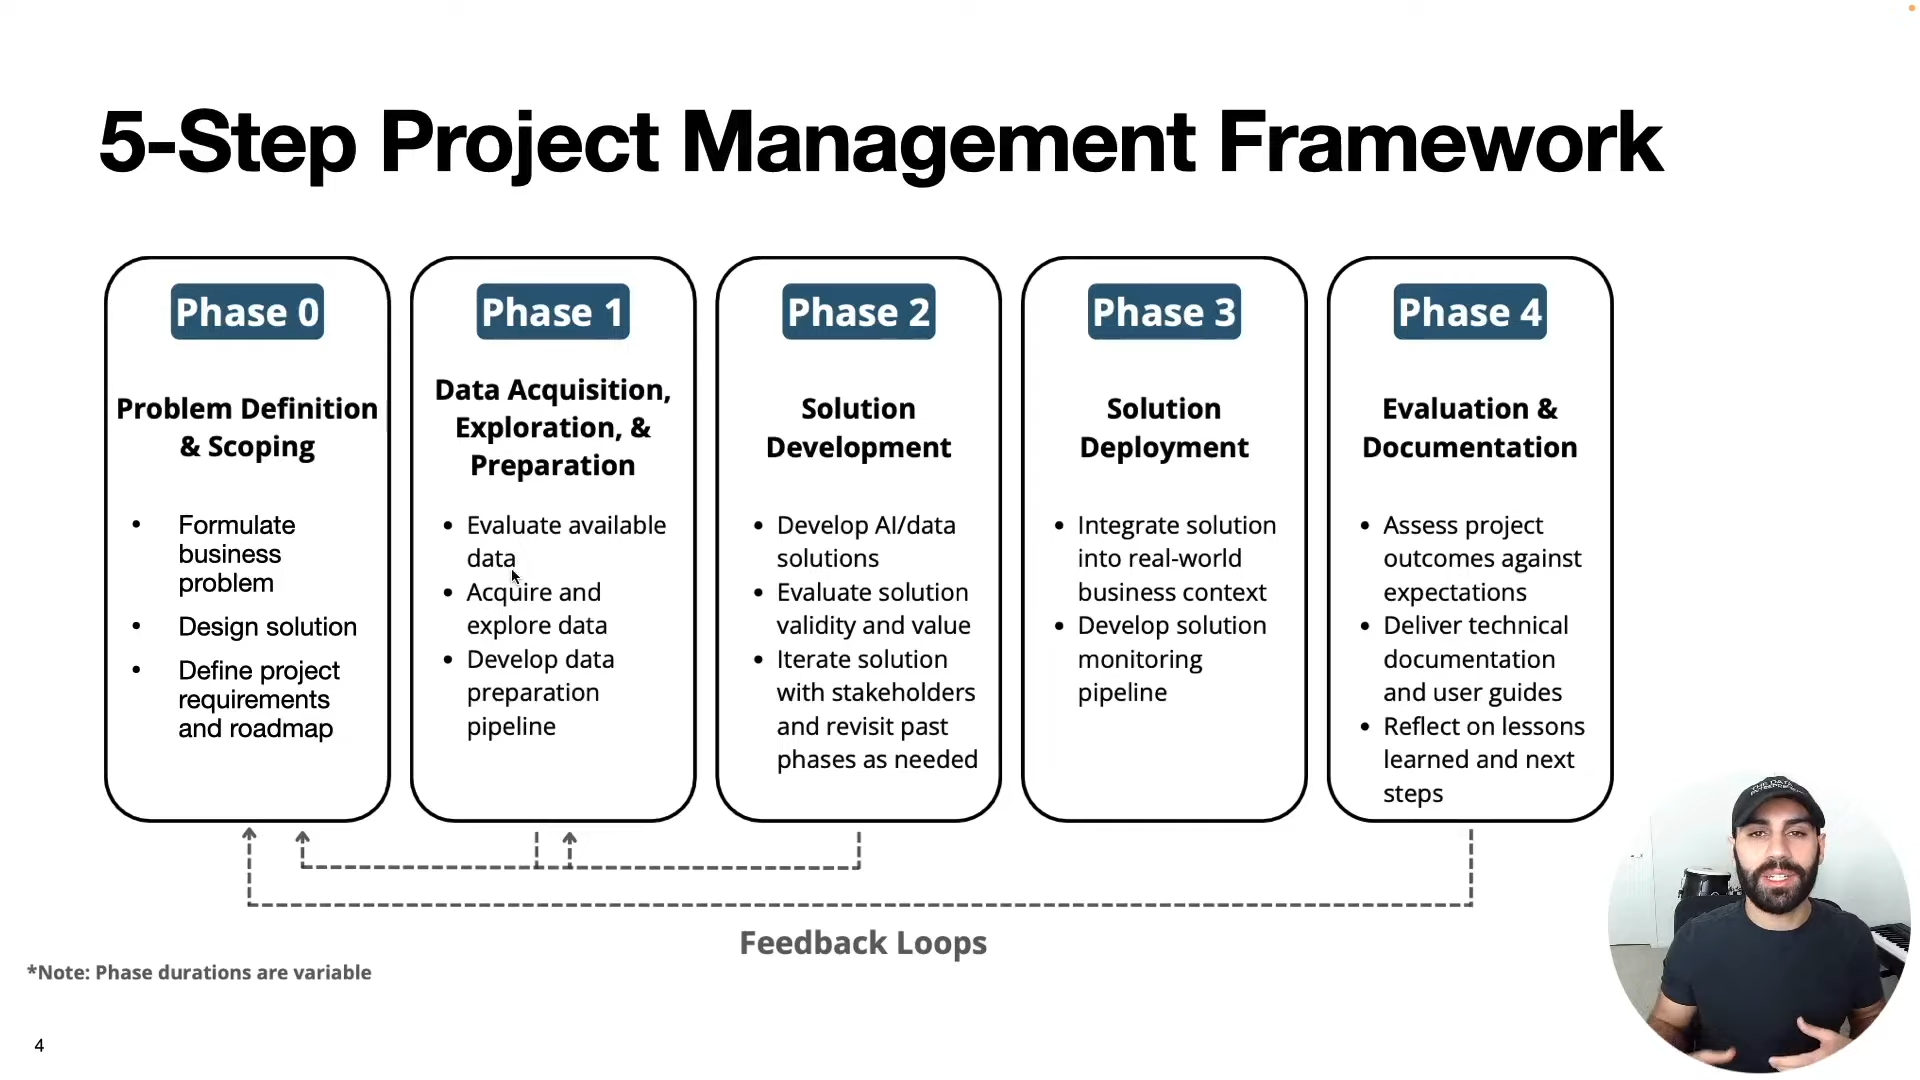 5-Step Project Management Framework
Phase 0
Problem Definition
& Scoping
• Formulate
business
problem
• Design solution
• Define project
requirements
and roadmap
Phase 1
Data Acquisition,
Exploration, &
Preparation
• Evaluate available
data
• Acquire and
explore data
• Develop data
preparation
pipeline
Phase 2
Solution
Development
• Develop AI/data
solutions
• Evaluate solution
validity and value
• Iterate solution
with stakeholders
and revisit past
phases as needed
Phase 3
Solution
Deployment
• Integrate solution
into real-world
business context
• Develop solution
monitoring
pipeline
Phase 4
Evaluation &
Documentation
• Assess project
outcomes against
expectations
• Deliver technical
documentation
and user guides
• Reflect on lessons
learned and next
steps
Feedback Loops
*Note: Phase durations are variable
4
THE DATA